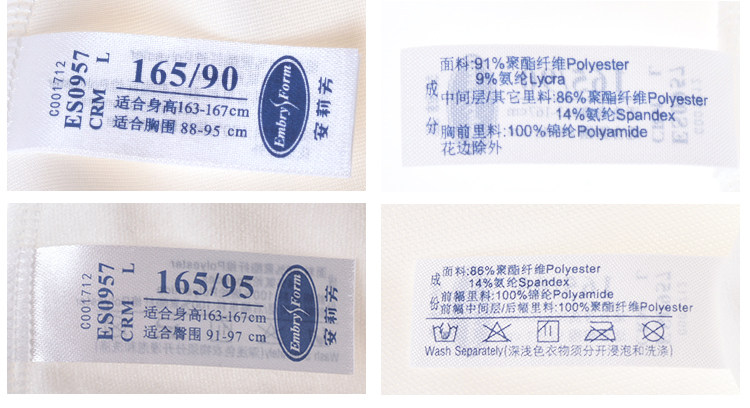 C001712
ES0957
CRM L
165/90
适合身高163-167cm
适合胸围 88-95 cm
Embry Form
安莉芳
成份
面料:91%聚酯纤维Polyester
9%氨纶Lycra
中间层/其它里料:86%聚酯纤维Polyester
14%氨纶Spandex
胸前里料:100%锦纶Polyamide
花边除外
C001712
ES0957
CRM L
165/95
适合身高163-167cm
适合臀围 91-97 cm
Embry Form
安莉芳
成份
面料:86%聚酯纤维Polyester
14%氨纶Spandex
前幅里料:100%锦纶Polyamide
前幅中间层/后幅里料:100%聚酯纤维Polyester
Wash Separately(深浅色衣物须分开浸泡和洗涤)